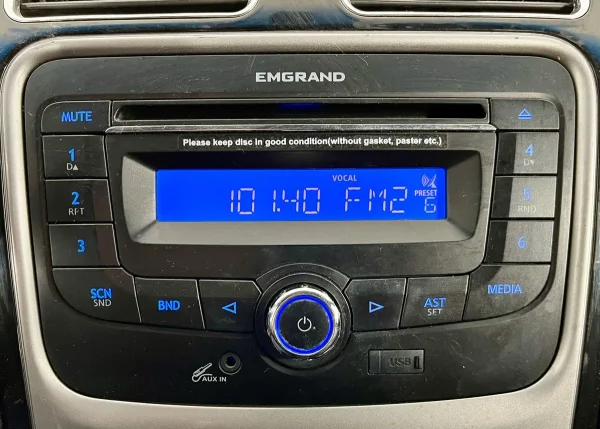 EMGRAND
MUTE
Please keep disc in good condition(without gasket, paster etc.)
1
D▲
4
D▼
VOCAL
101.40 FM2
PRESET
6
2
RPT
5
RND
3
6
SCN
SND
BND
AST
SET
MEDIA
AUX IN
USB